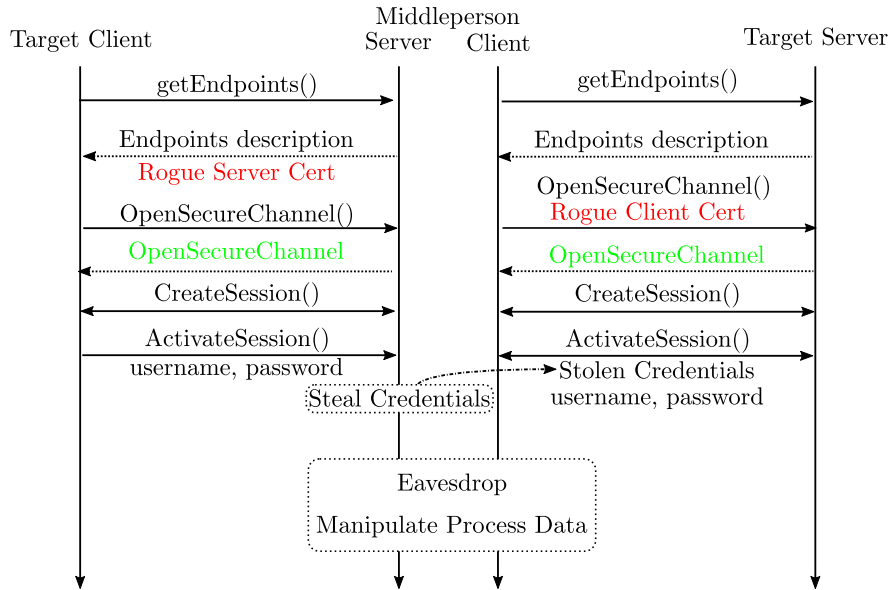 Middleperson
Target Client
Server
Client
Target Server
getEndpoints()
getEndpoints()
Endpoints description
Endpoints description
Rogue Server Cert
OpenSecureChannel()
OpenSecureChannel()
Rogue Client Cert
OpenSecureChannel
OpenSecureChannel
CreateSession()
CreateSession()
ActivateSession()
ActivateSession()
username, password
Stolen Credentials
Steal Credentials
username, password
Eavesdrop
Manipulate Process Data